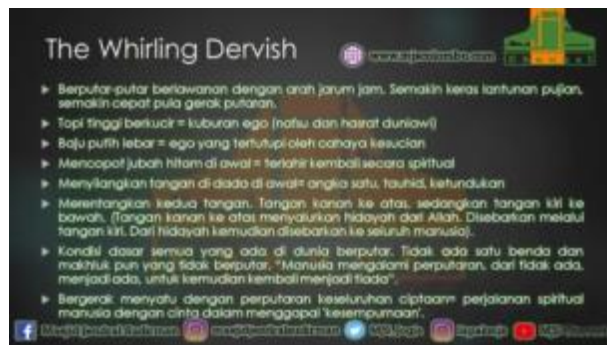 The Whirling Dervish
Berputar-putar berlawanan dengan arah jarum jam. Semakin keras lantunan pujian,
semakin cepat pula gerak putaran.
Topi tinggi berkucir = kuburan ego (nafsu dan hasrat duniawi)
Baju putih lebar = ego yang tertutupi oleh cahaya kesucian
Mencopot jubah hitam di awal = terlahir kembali secara spiritual
Menyilangkan tangan di dada di awal= angka satu, tauhid, ketundukan
Merentangkan kedua tangan. Tangan kanan ke atas, sedangkan tangan kiri ke
bawah. (Tangan kanan ke atas menyalurkan hidayah dari Allah. Disebarkan melalui
tangan kiri. Dari hidayah kemudian disebarkan ke seluruh manusia).
Kondisi dasar semua yang ada di dunia berputar. Tidak ada satu benda dan
makhluk pun yang tidak berputar. "Manusia mengalami perputaran, dari tidak ada,
menjadi ada, untuk kemudian kembali menjadi tiada".
Bergerak menyatu dengan perputaran keseluruhan ciptaan= perjalanan spiritual
manusia dengan cinta dalam menggapai 'kesempurnaan'.
Masjid Jendral Sudirman